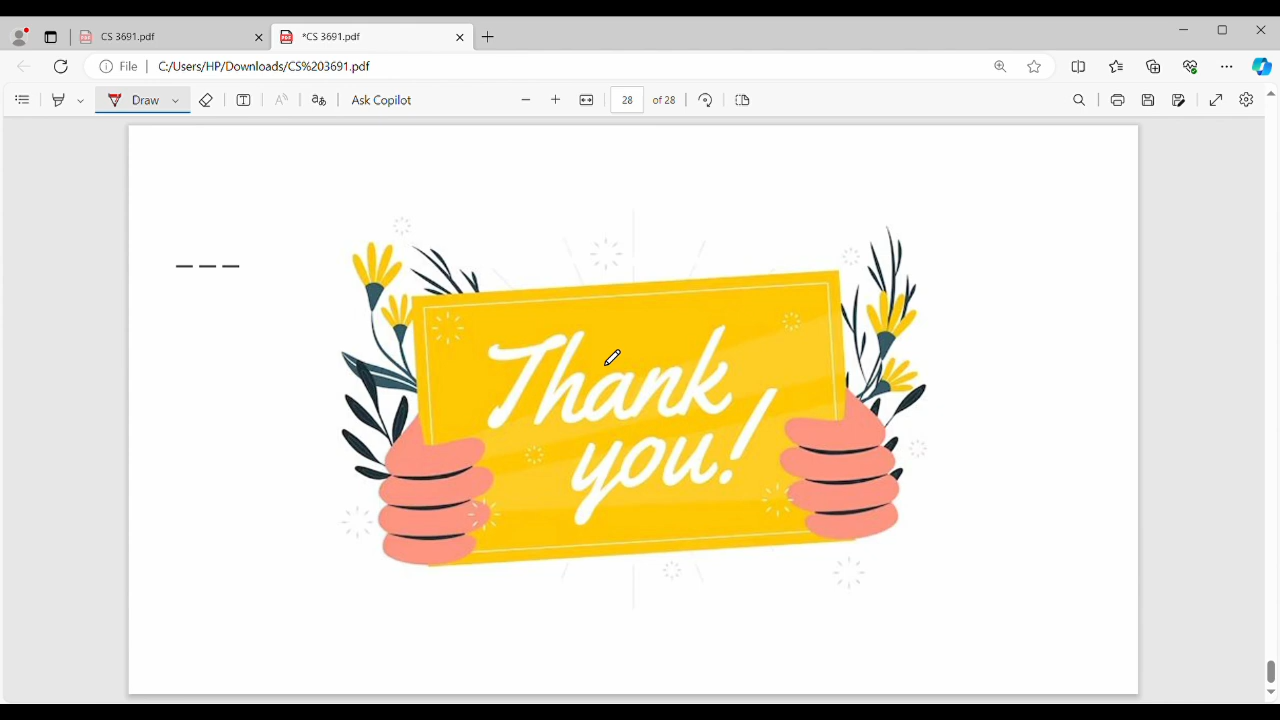 CS 3691.pdf
*CS 3691.pdf
File
C:/Users/HP/Downloads/CS%203691.pdf
Draw
Ask Copilot
28
of 28
_ _ _
Thank
you!